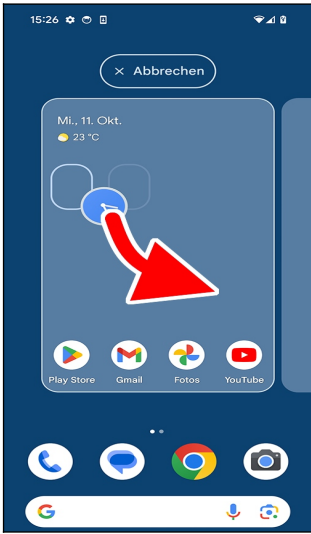 15:26
× Abbrechen
Mi., 11. Okt.
23 °C
Play Store
Gmail
Fotos
YouTube